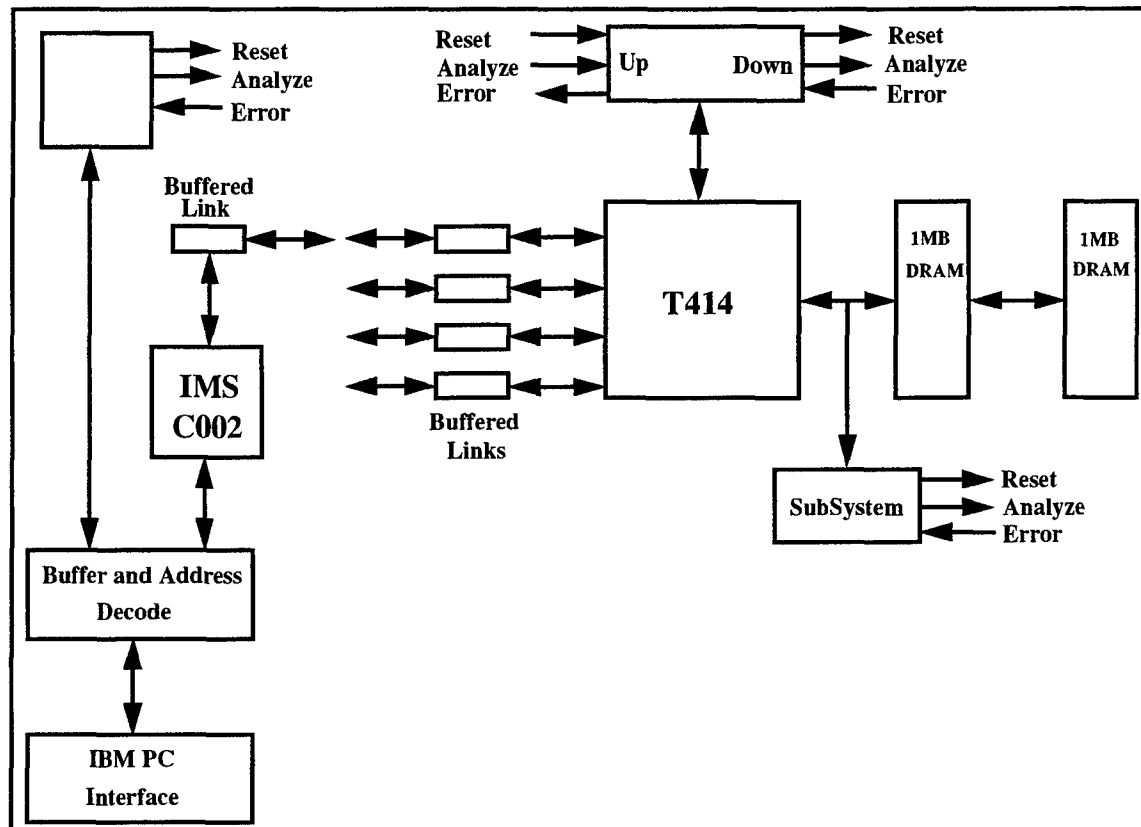 Reset
Analyze
Error
Reset
Analyze
Error
Up
Down
Reset
Analyze
Error
Buffered
Link
1MB
DRAM
1MB
DRAM
T414
IMS
C002
Buffered
Links
SubSystem
Reset
Analyze
Error
Buffer and Address
Decode
IBM PC
Interface